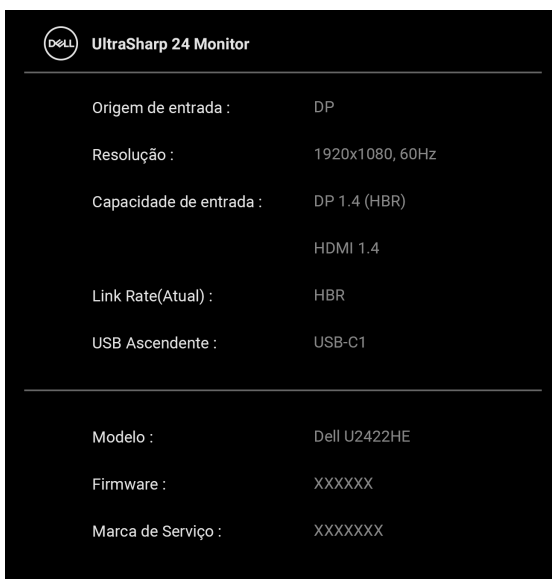 DELL UltraSharp 24 Monitor
Origem de entrada : DP
Resolução : 1920x1080, 60Hz
Capacidade de entrada : DP 1.4 (HBR)
HDMI 1.4
Link Rate(Atual) : HBR
USB Ascendente : USB-C1
Modelo : Dell U2422HE
Firmware : XXXXXX
Marca de Serviço : XXXXXXX